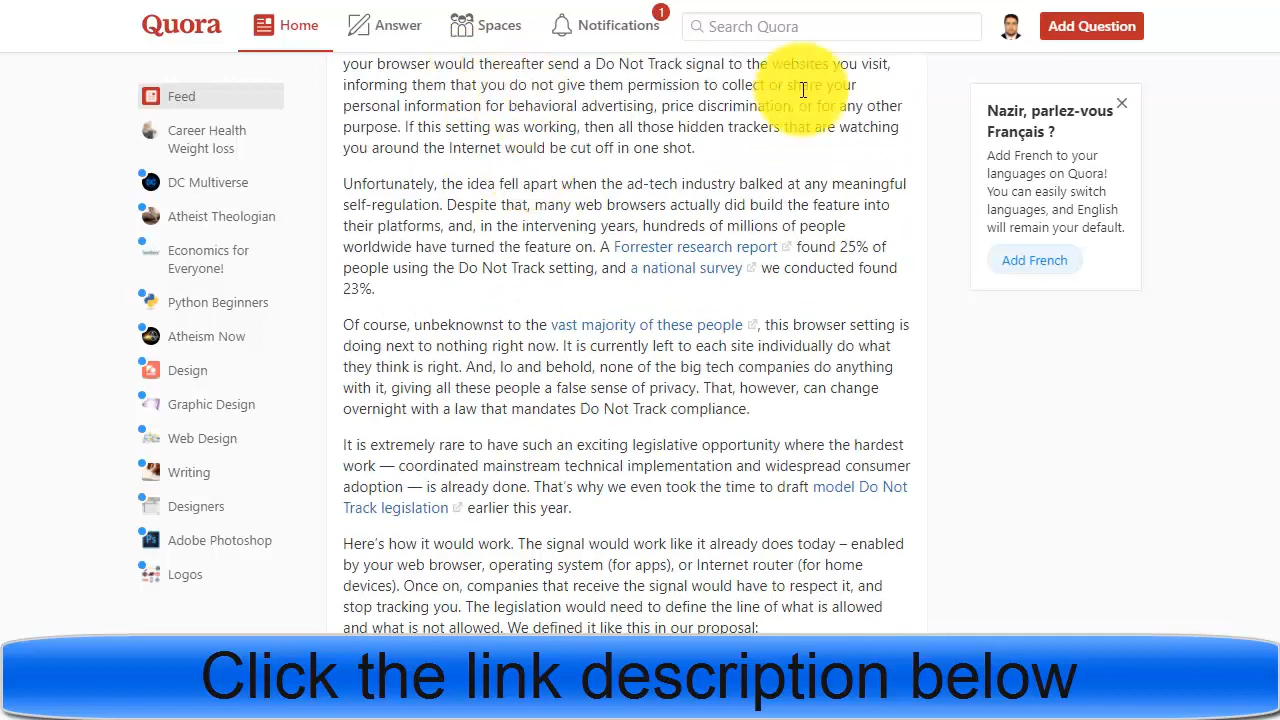 Quora
Home
Answer
Spaces
Notifications
1
Search Quora
Add Question
Feed
Career Health
Weight loss
DC Multiverse
Atheist Theologian
Economics for
Everyone!
Python Beginners
Atheism Now
Design
Graphic Design
Web Design
Writing
Designers
Adobe Photoshop
Logos
your browser would thereafter send a Do Not Track signal to the websites you visit,
informing them that you do not give them permission to collect or share your
personal information for behavioral advertising, price discrimination, or for any other
purpose. If this setting was working, then all those hidden trackers that are watching
you around the Internet would be cut off in one shot.
Unfortunately, the idea fell apart when the ad-tech industry balked at any meaningful
self-regulation. Despite that, many web browsers actually did build the feature into
their platforms, and, in the intervening years, hundreds of millions of people
worldwide have turned the feature on. A Forrester research report found 25% of
people using the Do Not Track setting, and a national survey we conducted found
23%.
Of course, unbeknownst to the vast majority of these people, this browser setting is
doing next to nothing right now. It is currently left to each site individually do what
they think is right. And, lo and behold, none of the big tech companies do anything
with it, giving all these people a false sense of privacy. That, however, can change
overnight with a law that mandates Do Not Track compliance.
It is extremely rare to have such an exciting legislative opportunity where the hardest
work — coordinated mainstream technical implementation and widespread consumer
adoption — is already done. That's why we even took the time to draft model Do Not
Track legislation earlier this year.
Here's how it would work. The signal would work like it already does today – enabled
by your web browser, operating system (for apps), or Internet router (for home
devices). Once on, companies that receive the signal would have to respect it, and
stop tracking you. The legislation would need to define the line of what is allowed
and what is not allowed. We defined it like this in our proposal:
Nazir, parlez-vous
Français ?
Add French to your
languages on Quora!
You can easily switch
languages, and English
will remain your default.
Add French
Click the link description below